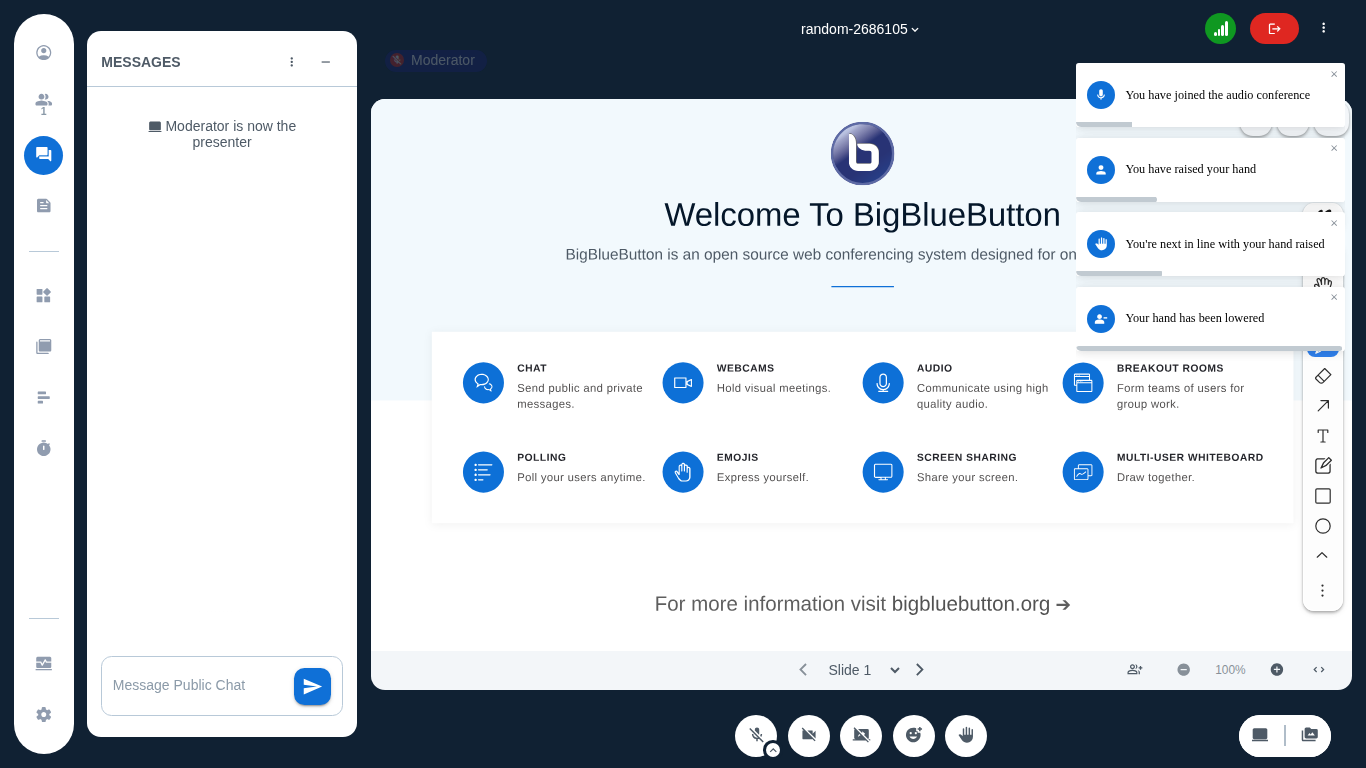 random-2686105
Moderator
MESSAGES
1
Moderator is now the
presenter
Message Public Chat
You have joined the audio conference
You have raised your hand
You're next in line with your hand raised
Your hand has been lowered
Welcome To BigBlueButton
BigBlueButton is an open source web conferencing system designed for on
CHAT
Send public and private
messages.
WEBCAMS
Hold visual meetings.
AUDIO
Communicate using high
quality audio.
BREAKOUT ROOMS
Form teams of users for
group work.
POLLING
Poll your users anytime.
EMOJIS
Express yourself.
SCREEN SHARING
Share your screen.
MULTI-USER WHITEBOARD
Draw together.
For more information visit bigbluebutton.org ➔
Slide 1
100%